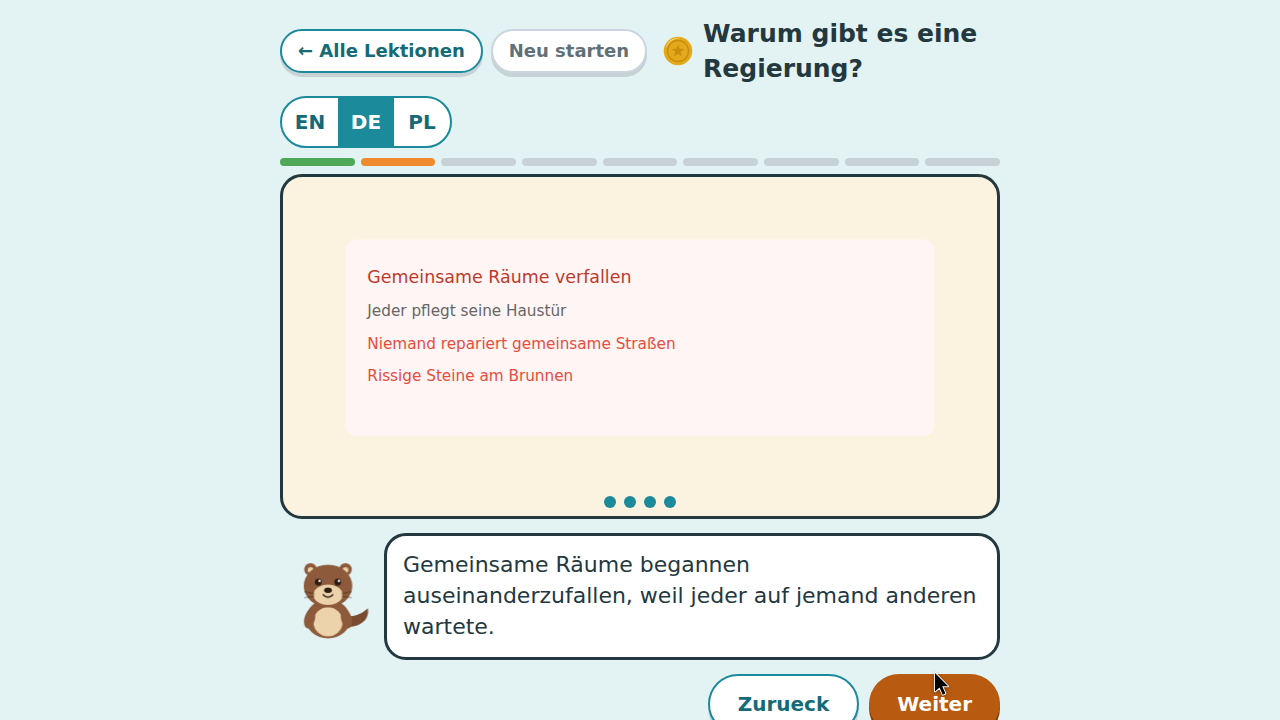 ← Alle Lektionen
Neu starten
Warum gibt es eine
Regierung?
EN DE PL
Gemeinsame Räume verfallen
Jeder pflegt seine Haustür
Niemand repariert gemeinsame Straßen
Rissige Steine am Brunnen
Gemeinsame Räume begannen
auseinanderzufallen, weil jeder auf jemand anderen
wartete.
Zurueck
Weiter